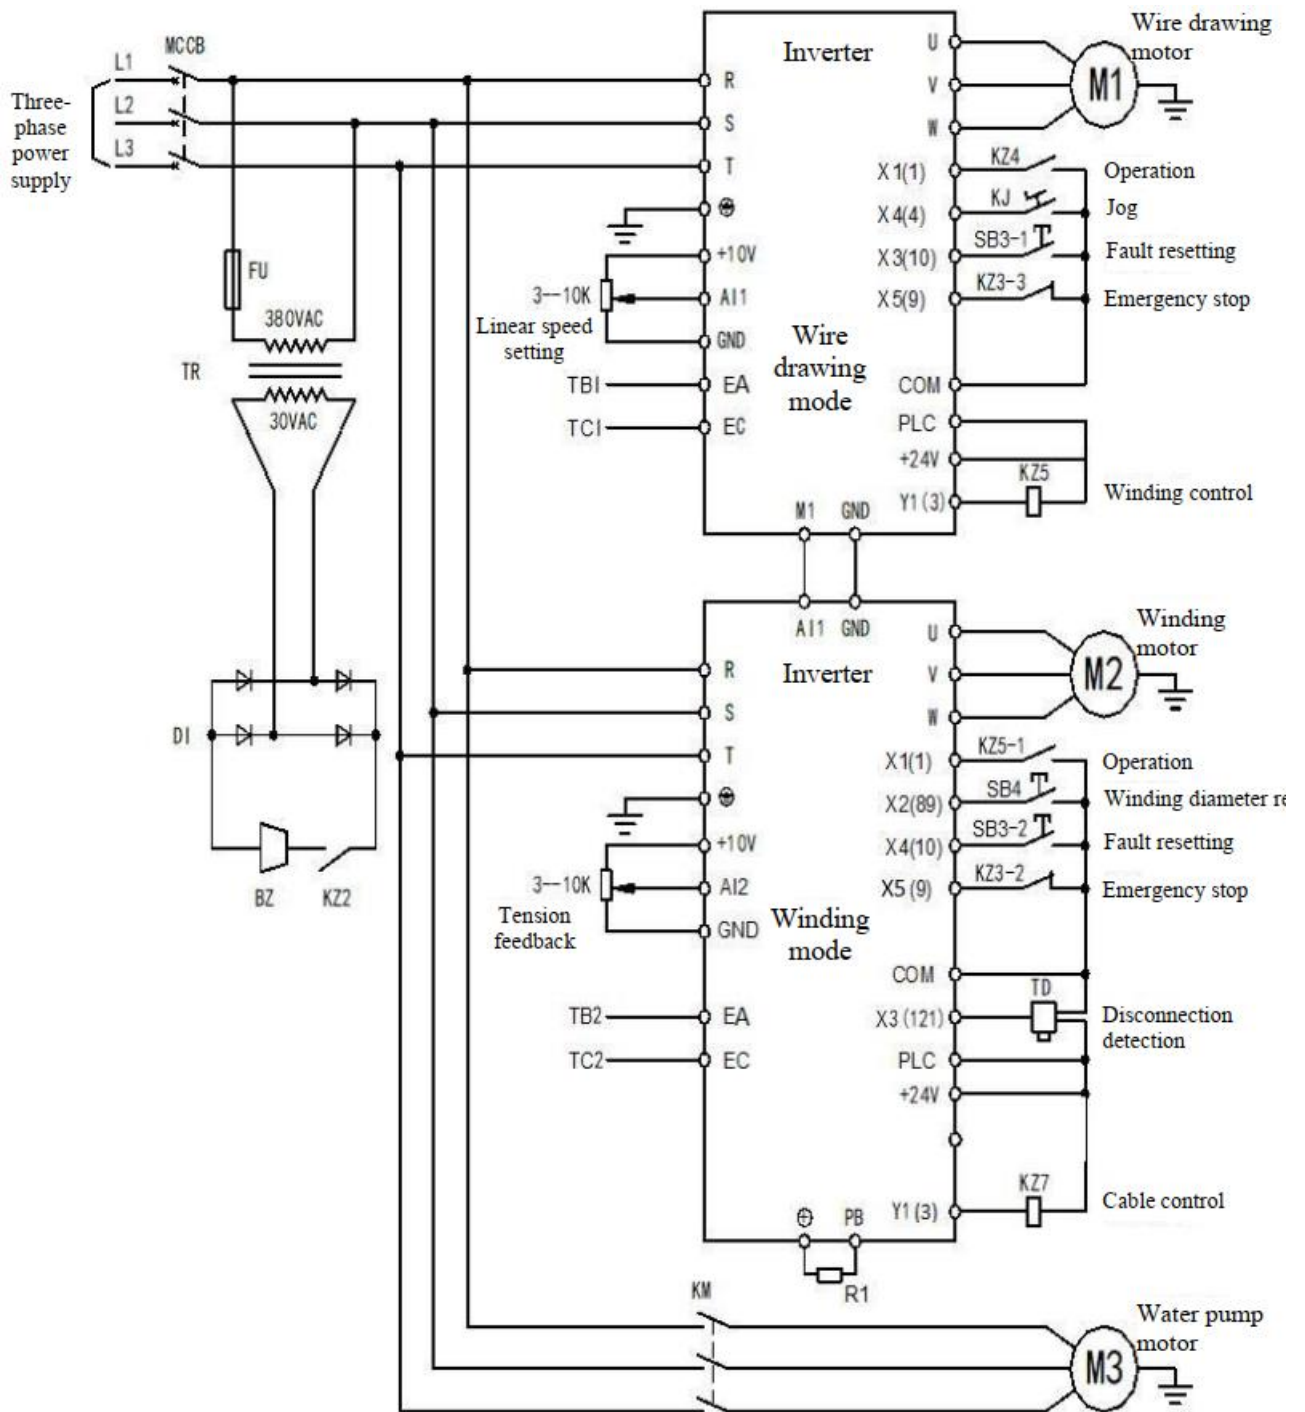 MCCB
L1
L2
L3
Three-
phase
power
supply
FU
380VAC
TR
30VAC
DI
BZ
KZ2
Inverter
R
S
T
+10V
3--10K
AI1
Linear speed
setting
GND
TB1
EA
TC1
EC
Wire
drawing
mode
U
V
W
Wire drawing
motor
M1
X1(1)
KZ4
Operation
X4(4)
KJ
Jog
X3(10)
SB3-1
Fault resetting
X5(9)
KZ3-3
Emergency stop
COM
PLC
+24V
KZ5
Y1(3)
Winding control
M1
GND
AI1
GND
Inverter
R
S
T
+10V
3--10K
AI2
Tension
feedback
GND
TB2
EA
TC2
EC
Winding
mode
U
V
W
Winding
motor
M2
X1(1)
KZ5-1
Operation
X2(89)
SB4
Winding diameter re
X4(10)
SB3-2
Fault resetting
X5(9)
KZ3-2
Emergency stop
COM
TD
X3(121)
Disconnection
detection
PLC
+24V
KZ7
Y1(3)
Cable control
PB
R1
KM
Water pump
motor
M3